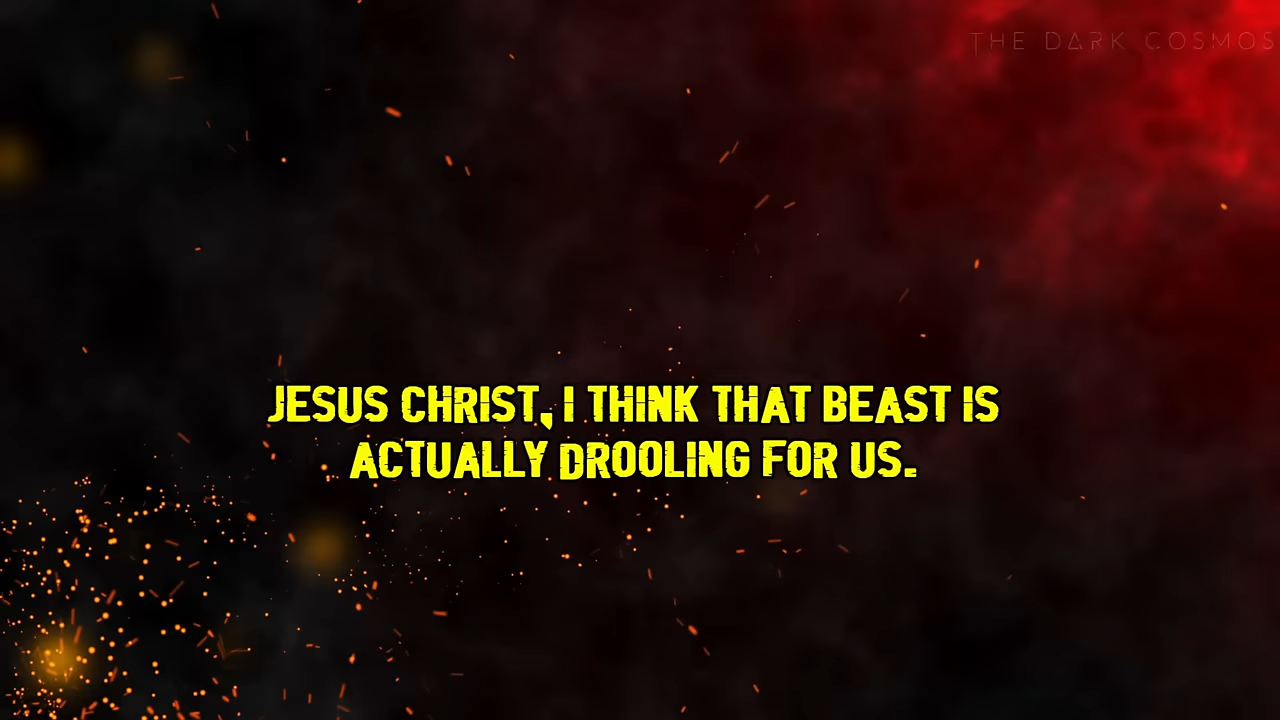 THE DARK COSMOS
JESUS CHRIST, I THINK THAT BEAST IS
ACTUALLY DROOLING FOR US.